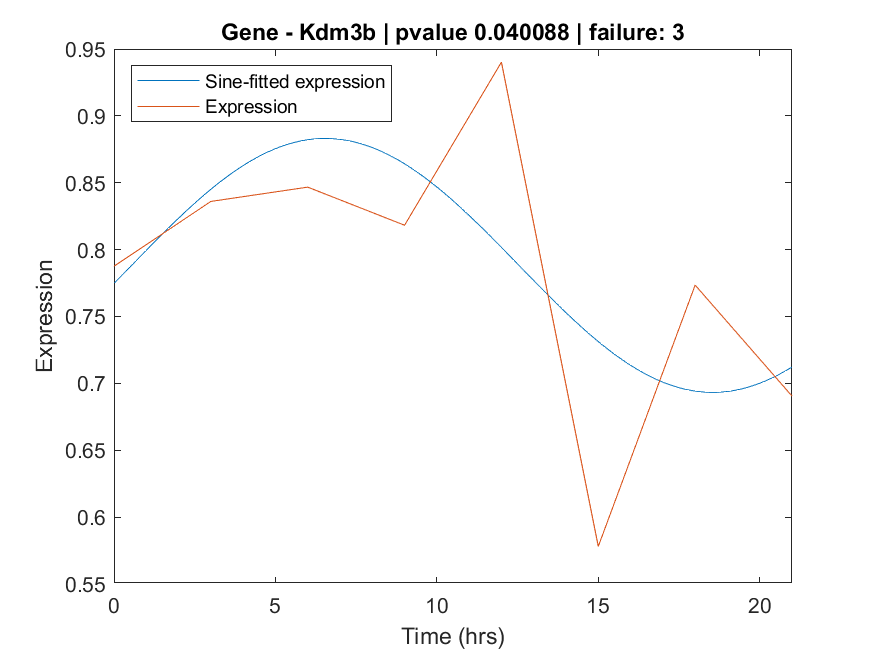 Gene - Kdm3b | pvalue 0.040088 | failure: 3
Sine-fitted expression
Expression
0.95
0.9
0.85
0.8
0.75
0.7
0.65
0.6
0.55
Expression
0 5 10 15 20
Time (hrs)